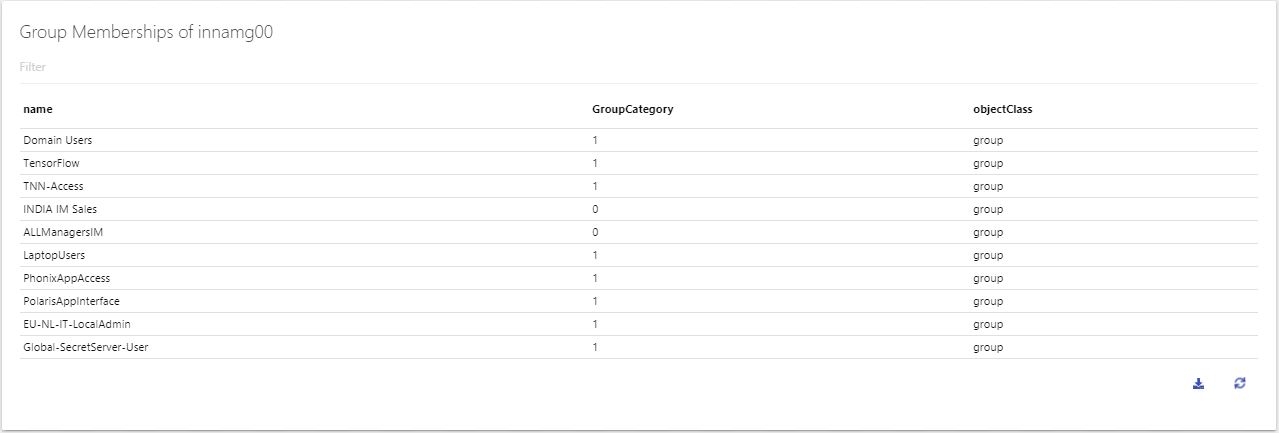 Group Memberships of innamg00
Filter
name GroupCategory objectClass
Domain Users 1 group
TensorFlow 1 group
TNN-Access 1 group
INDIA IM Sales 0 group
ALLManagersIM 0 group
LaptopUsers 1 group
PhonixAppAccess 1 group
PolarisAppInterface 1 group
EU-NL-IT-LocalAdmin 1 group
Global-SecretServer-User 1 group